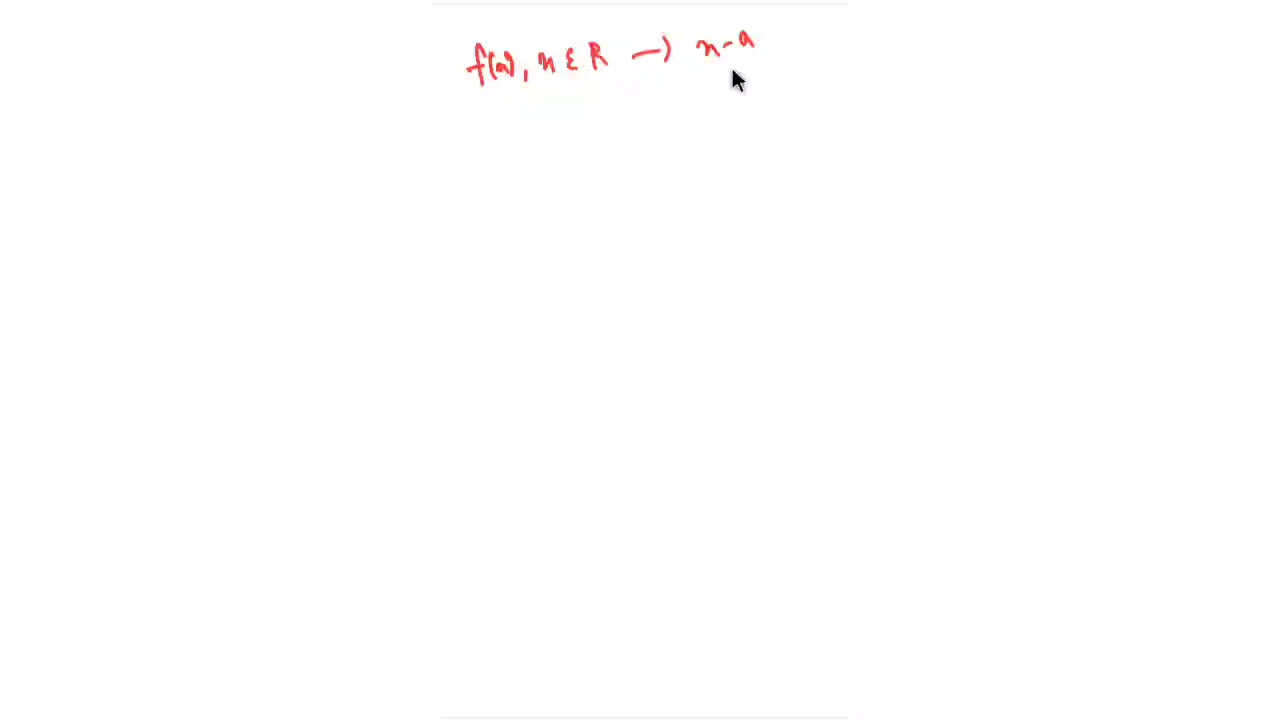 f(x), x ∈ R → x-a